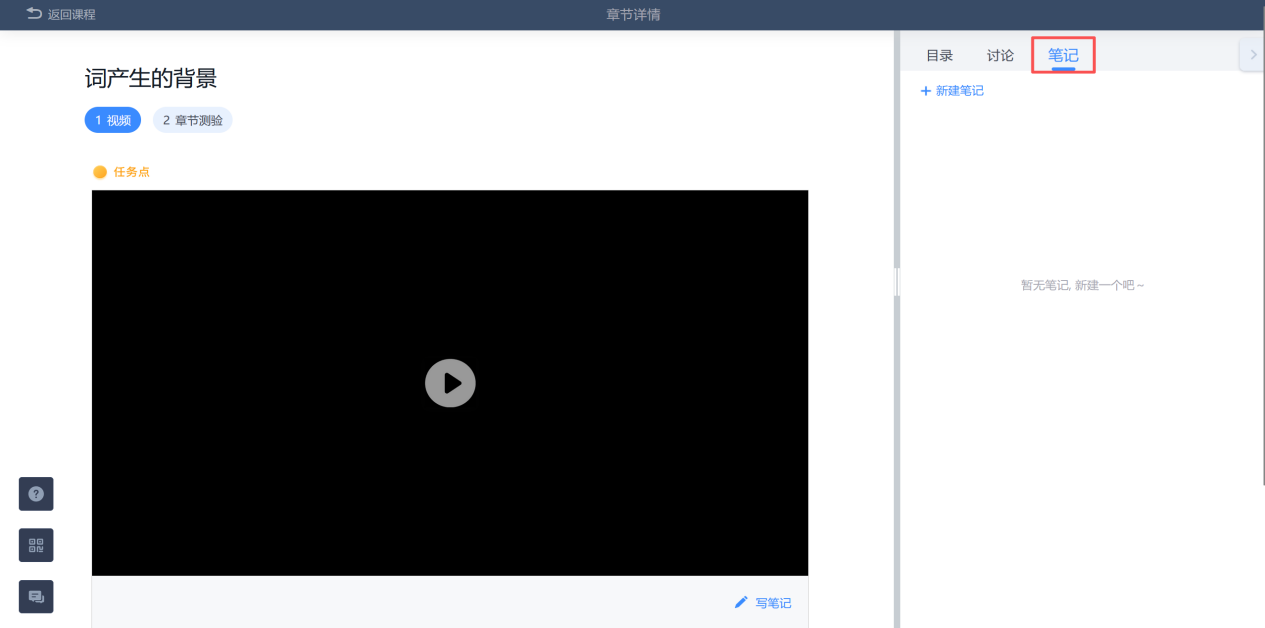 返回课程
章节详情
词产生的背景
1 视频
2 章节测验
任务点
写笔记
目录
讨论
笔记
+ 新建笔记
暂无笔记, 新建一个吧~